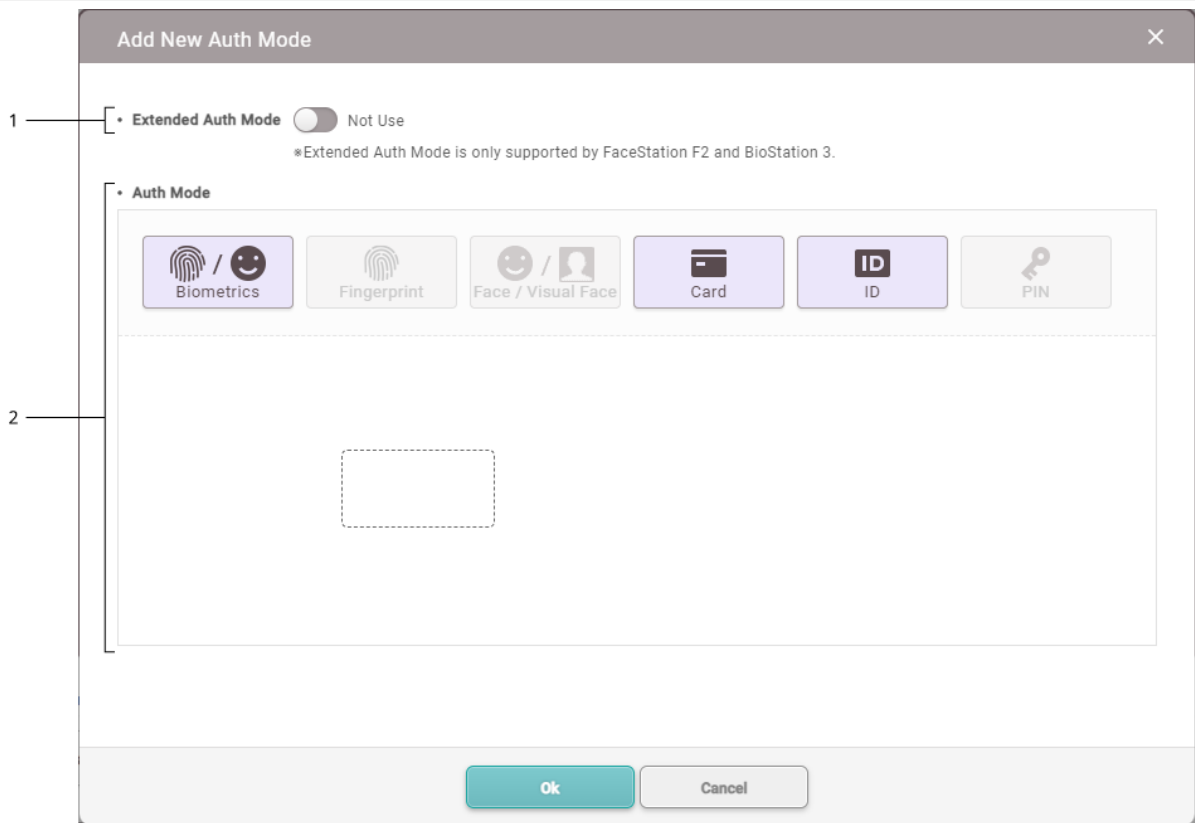 Add New Auth Mode
1
• Extended Auth Mode Not Use
※Extended Auth Mode is only supported by FaceStation F2 and BioStation 3.
• Auth Mode
/ Biometrics
Fingerprint
/ Face / Visual Face
Card
ID ID
PIN
2
Ok
Cancel